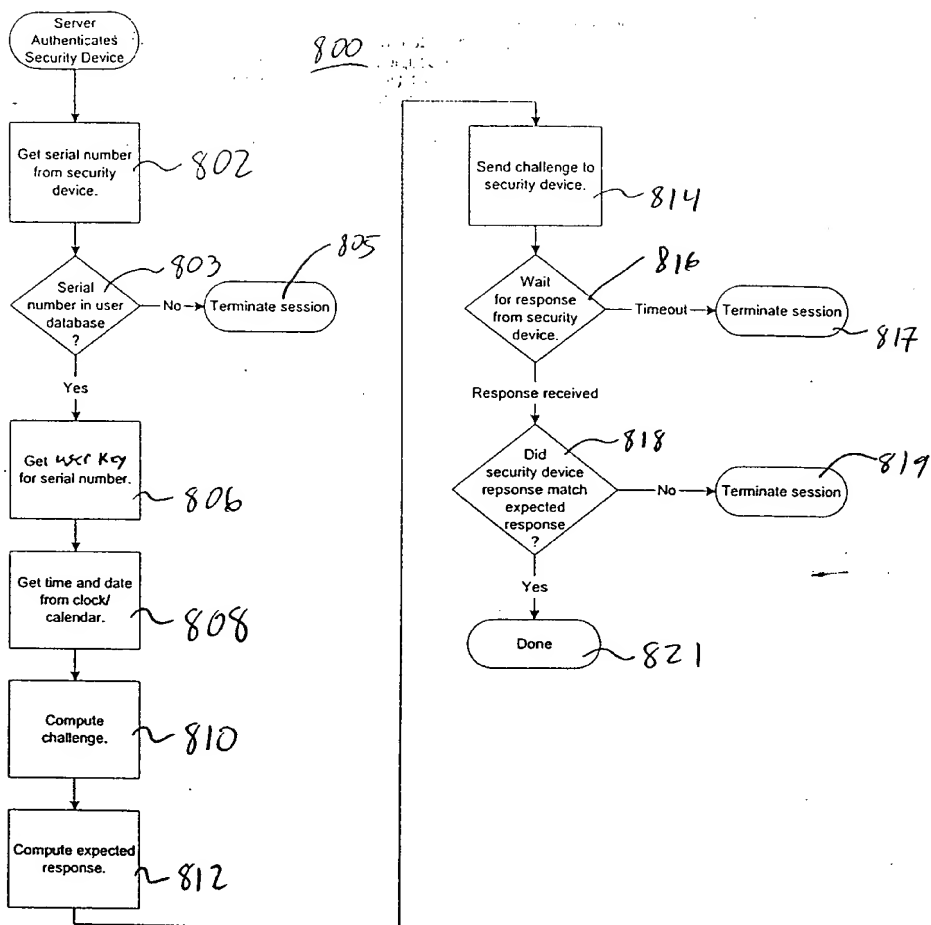 Server
Authenticates
Security Device
800
Get serial number
from security
device.
802
803
805
Serial
number in user
database
?
No
Terminate session
Yes
Get user key
for serial number.
806
Get time and date
from clock/
calendar.
808
Compute
challenge.
810
Compute expected
response.
812
Send challenge to
security device.
814
816
Wait
for response
from security
device.
Timeout
Terminate session
817
Response received
818
Did
security device
repsonse match
expected
response
?
No
Terminate session
819
Yes
Done
821